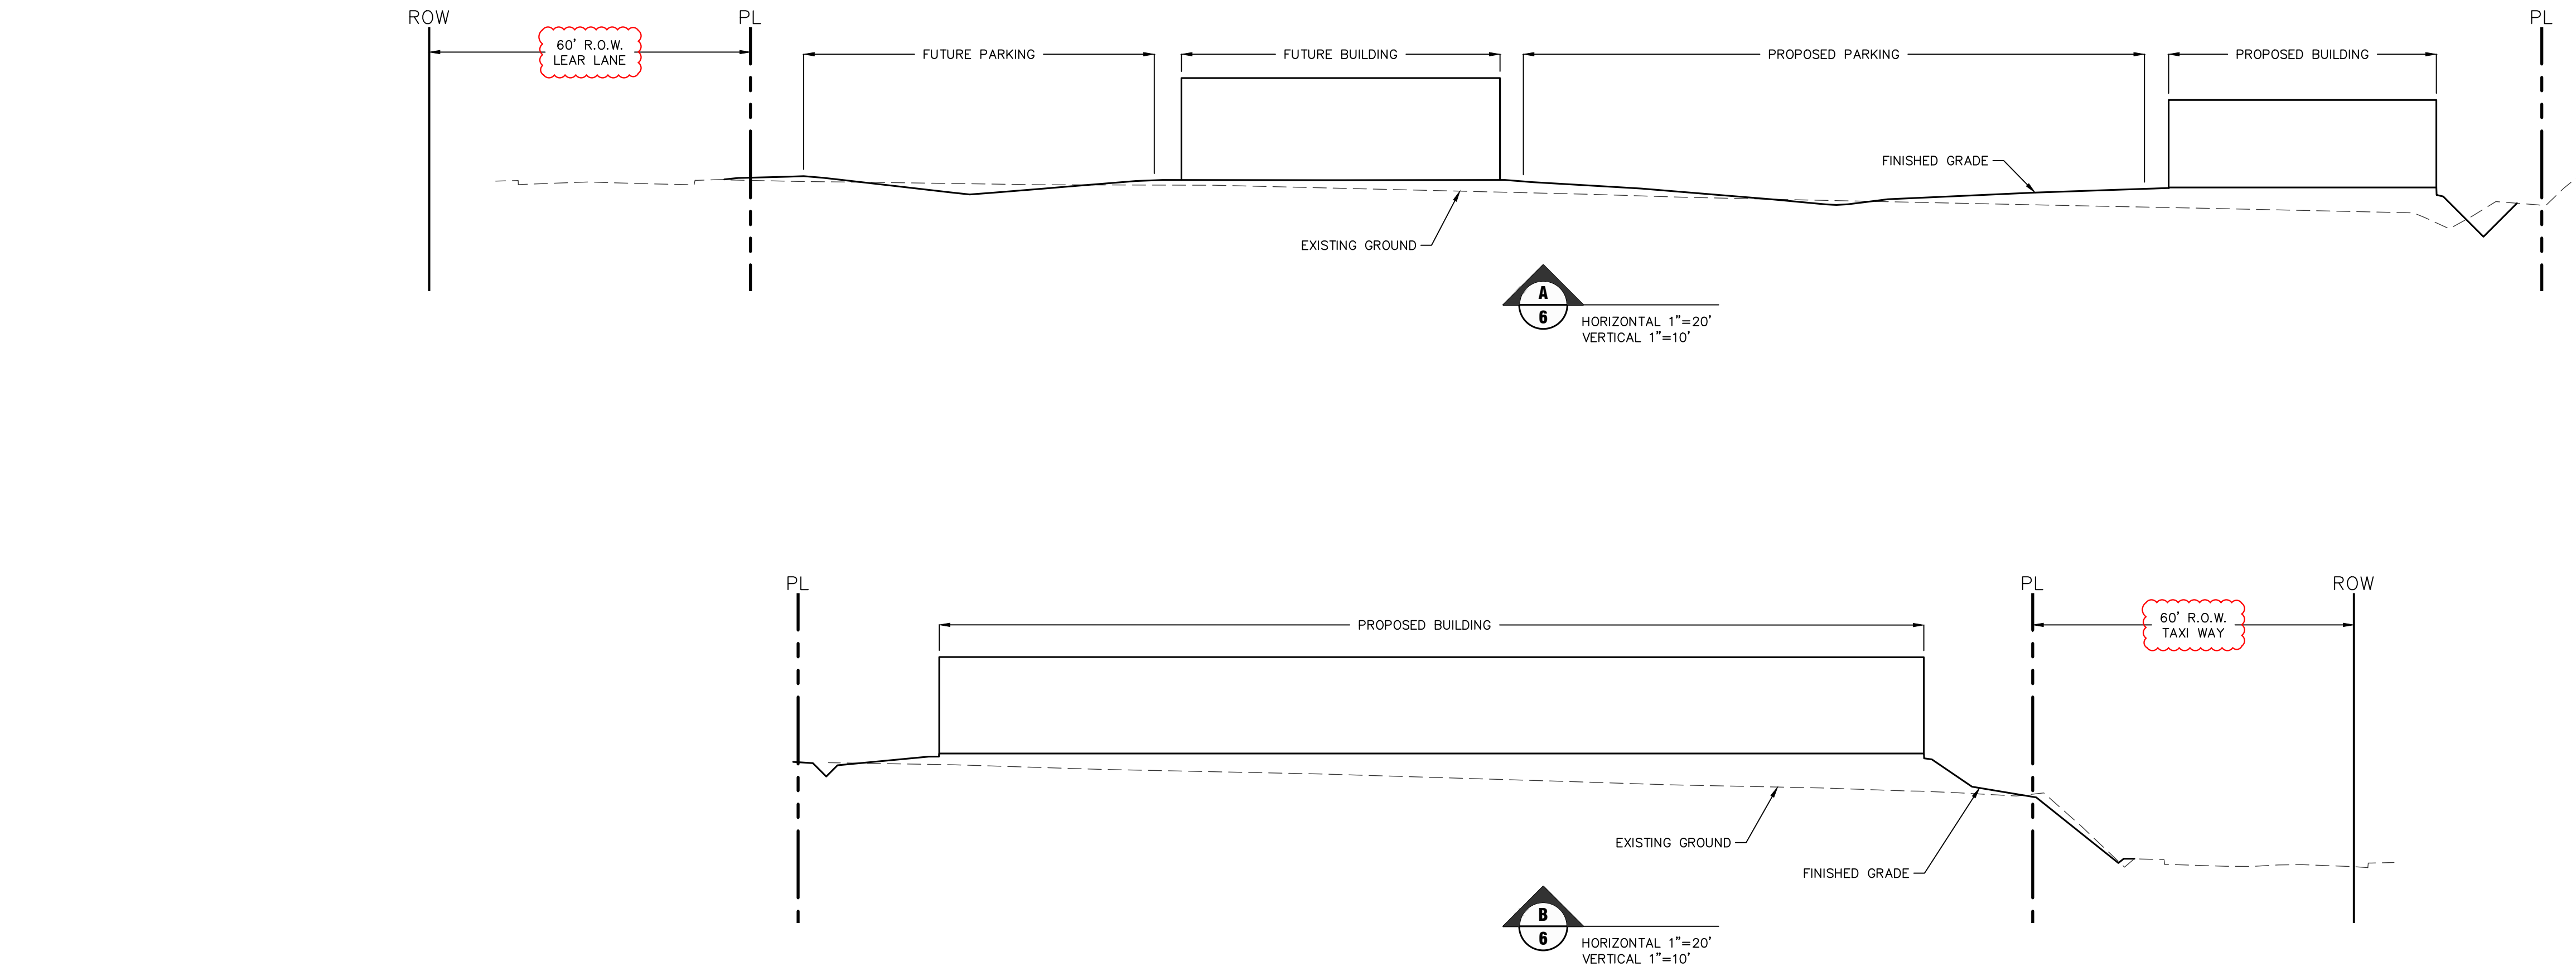 ROW
PL
PL
60' R.O.W.
LEAR LANE
FUTURE PARKING
FUTURE BUILDING
PROPOSED PARKING
PROPOSED BUILDING
FINISHED GRADE
EXISTING GROUND
A
6
HORIZONTAL 1"=20'
VERTICAL 1"=10'
PL
PL
ROW
60' R.O.W.
TAXI WAY
PROPOSED BUILDING
EXISTING GROUND
FINISHED GRADE
B
6
HORIZONTAL 1"=20'
VERTICAL 1"=10'